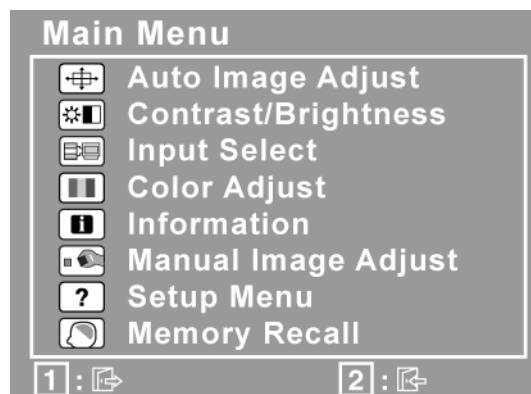 Main Menu
Auto Image Adjust
Contrast/Brightness
Input Select
Color Adjust
i Information
Manual Image Adjust
? Setup Menu
Memory Recall
1 : 2 :